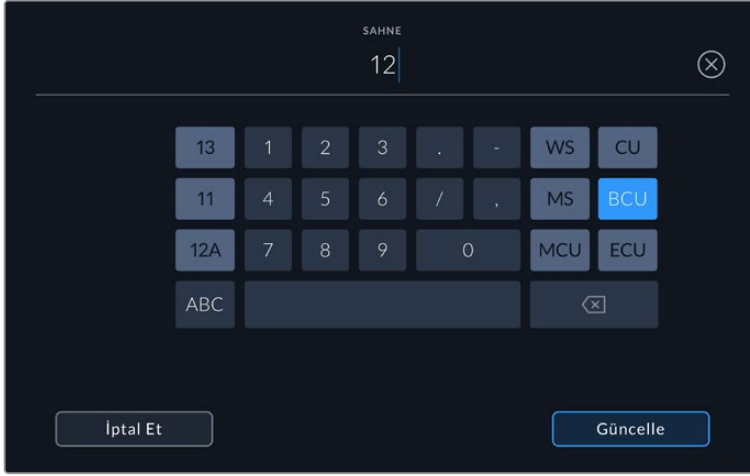 SAHNE
12
13 1 2 3 . - WS CU
11 4 5 6 / , MS BCU
12A 7 8 9 0 MCU ECU
ABC
İptal Et Güncelle